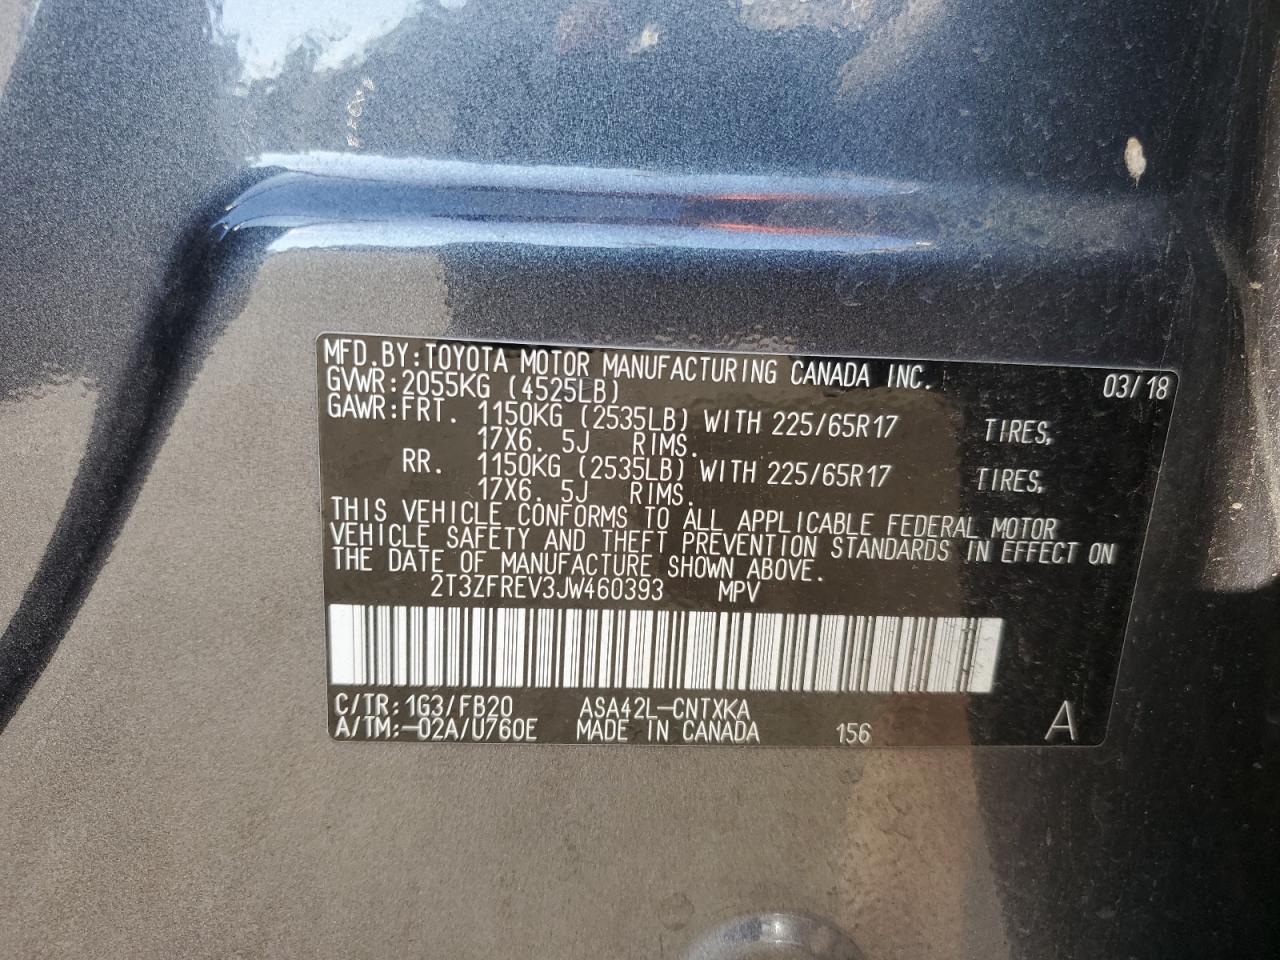 MFD.BY:TOYOTA MOTOR MANUFACTURING CANADA INC. 03/18
GVWR:2055KG (4525LB)
GAWR:FRT. 1150KG (2535LB) WITH 225/65R17 TIRES,
17X6. 5J RIMS.
RR. 1150KG (2535LB) WITH 225/65R17 TIRES,
17X6. 5J RIMS.
THIS VEHICLE CONFORMS TO ALL APPLICABLE FEDERAL MOTOR
VEHICLE SAFETY AND THEFT PREVENTION STANDARDS IN EFFECT ON
THE DATE OF MANUFACTURE SHOWN ABOVE.
2T3ZFREV3JW460393 MPV
C/TR:1G3/FB20 ASA42L-CNTXKA
A/TM:-02A/U760E MADE IN CANADA 156 A